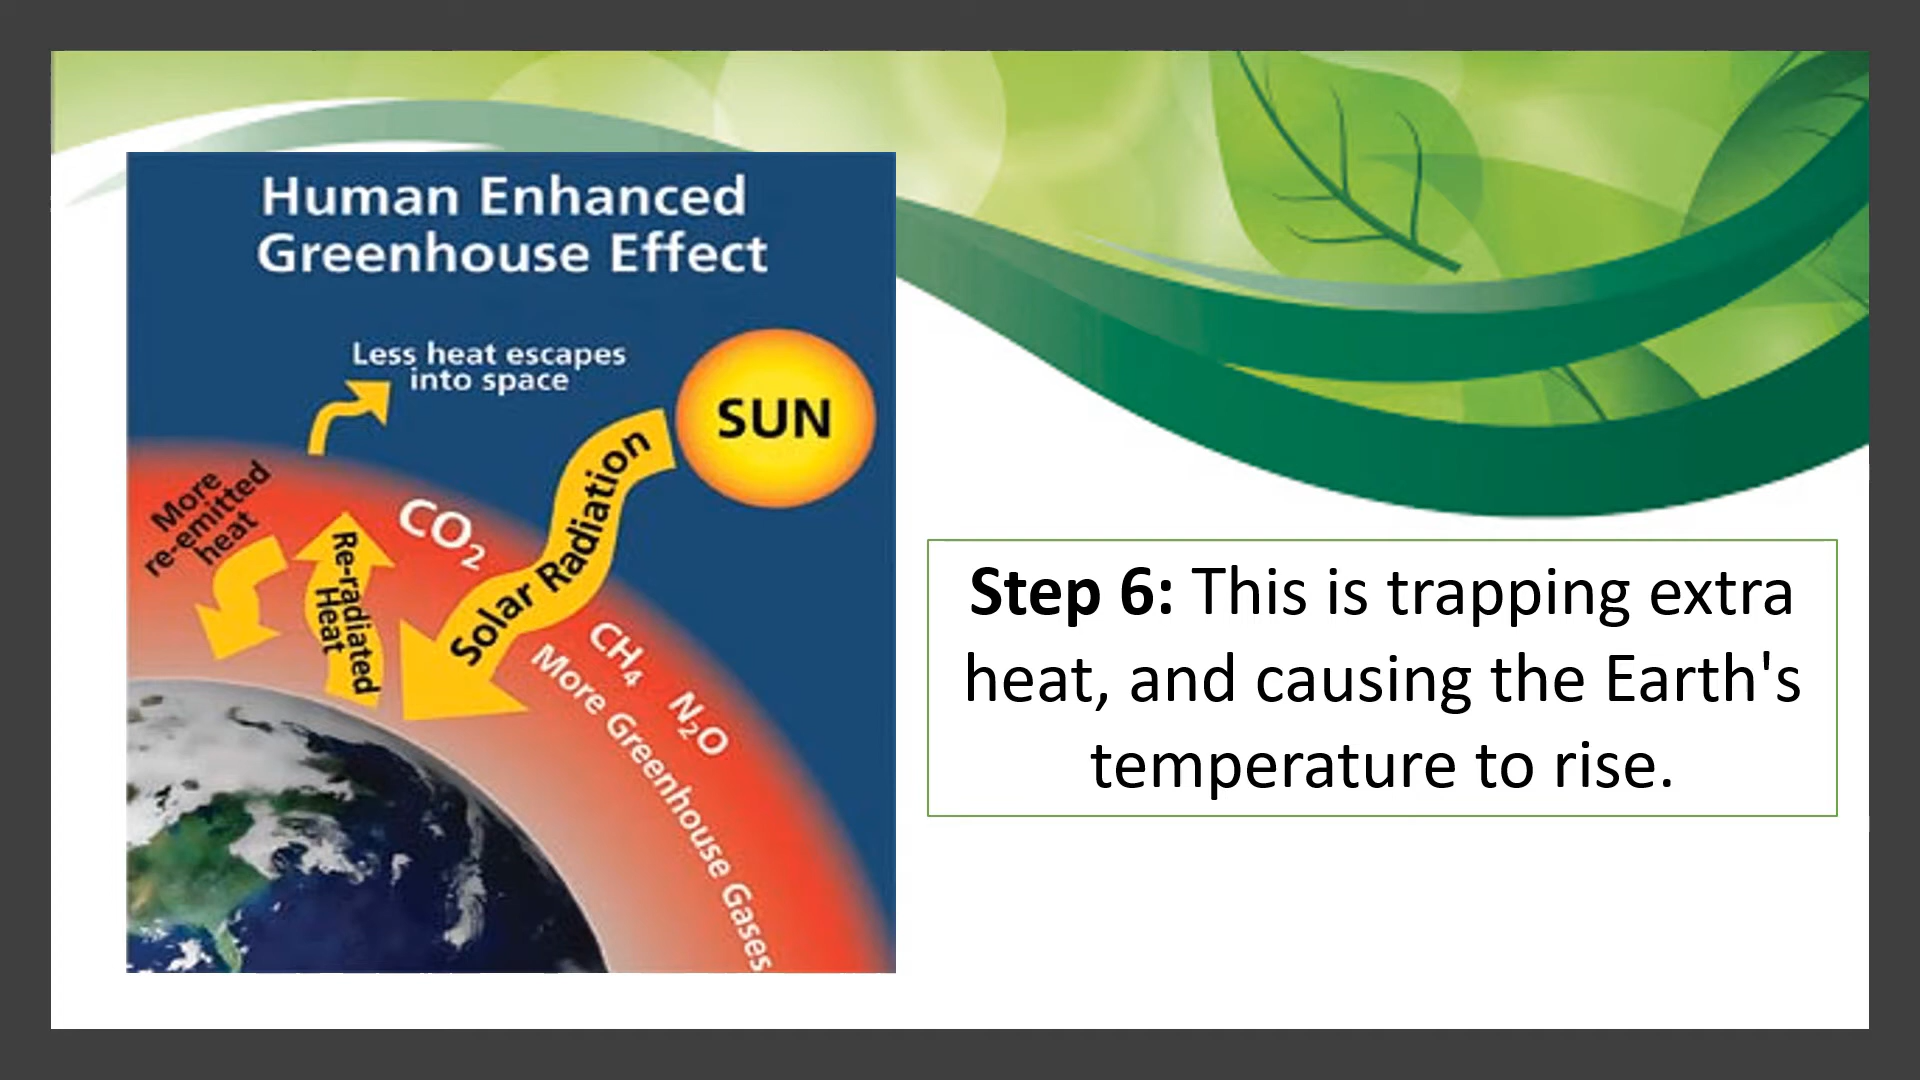 Human Enhanced
Greenhouse Effect
Less heat escapes
into space
SUN
More
re-emitted
heat
Re-radiated
Heat
CO₂
Solar Radiation
CH₄
N₂O
More Greenhouse Gases
Step 6: This is trapping extra
heat, and causing the Earth's
temperature to rise.